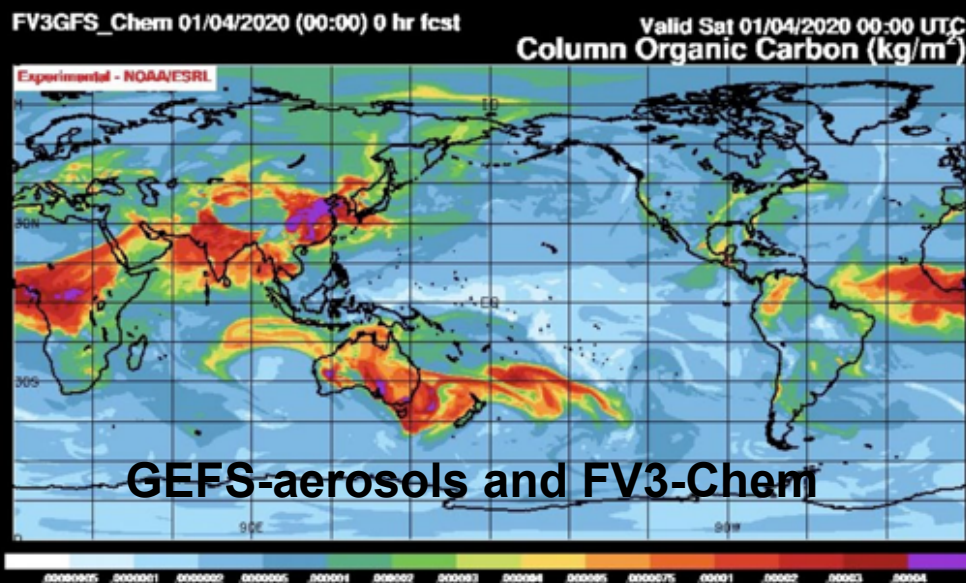 FV3GFS_Chem 01/04/2020 (00:00) 0 hr fcst
Valid Sat 01/04/2020 00:00 UTC
Column Organic Carbon (kg/m²)
Experimental - NOAA/ESRL
EQ
30N
EQ
30S
GEFS-aerosols and FV3-Chem
90E
90W